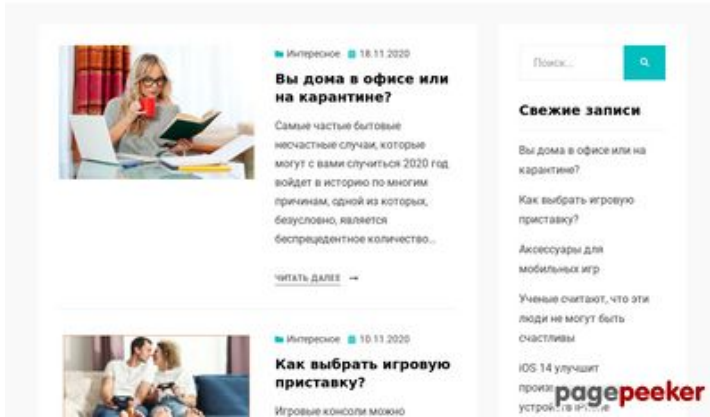 Интересное 18.11.2020
Вы дома в офисе или
на карантине?
Самые частые бытовые
несчастные случаи, которые
могут с вами случиться 2020 год
войдет в историю по многим
причинам, одной из которых,
безусловно, является
беспрецедентное количество...
ЧИТАТЬ ДАЛЕЕ →
Интересное 10.11.2020
Как выбрать игровую
приставку?
Игровые консоли можно
Поиск...
Свежие записи
Вы дома в офисе или на
карантине?
Как выбрать игровую
приставку?
Аксессуары для
мобильных игр
Ученые считают, что эти
люди не могут быть
счастливы
iOS 14 улучшит
pagepeeker